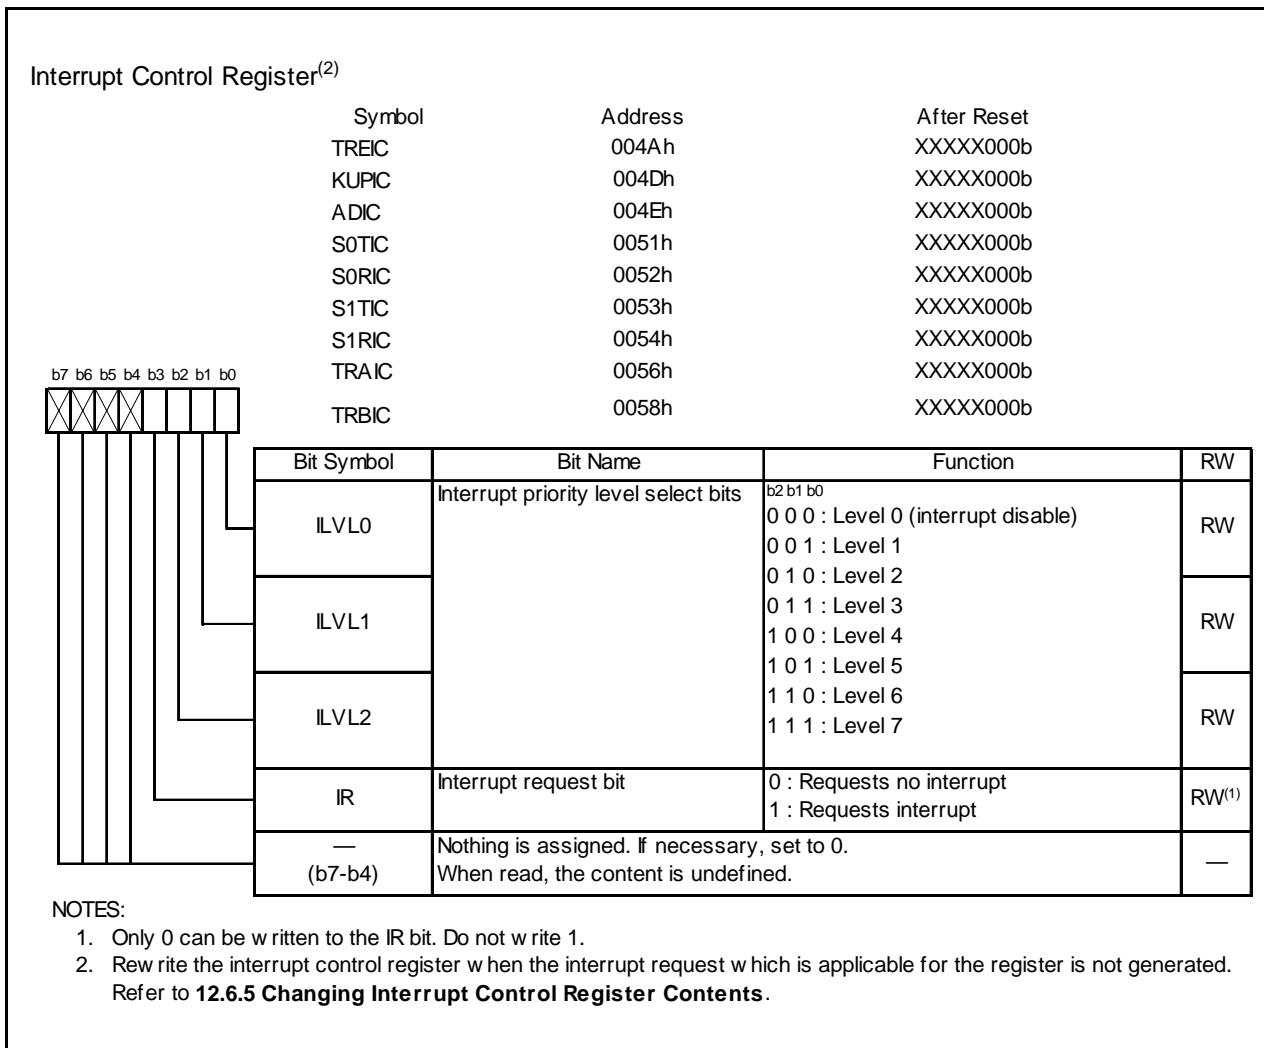 Interrupt Control Register(2)
Symbol Address After Reset
TREIC 004Ah XXXXX000b
KUPIC 004Dh XXXXX000b
ADIC 004Eh XXXXX000b
S0TIC 0051h XXXXX000b
S0RIC 0052h XXXXX000b
S1TIC 0053h XXXXX000b
S1RIC 0054h XXXXX000b
TRAIC 0056h XXXXX000b
TRBIC 0058h XXXXX000b
b7 b6 b5 b4 b3 b2 b1 b0
Bit Symbol Bit Name Function RW
ILVL0 Interrupt priority level select bits b2 b1 b0
0 0 0 : Level 0 (interrupt disable)
0 0 1 : Level 1
0 1 0 : Level 2
0 1 1 : Level 3
1 0 0 : Level 4
1 0 1 : Level 5
1 1 0 : Level 6
1 1 1 : Level 7
RW
ILVL1 RW
ILVL2 RW
IR Interrupt request bit 0 : Requests no interrupt
1 : Requests interrupt
RW(1)
—
(b7-b4)
Nothing is assigned. If necessary, set to 0.
When read, the content is undefined.
—
NOTES:
1. Only 0 can be written to the IR bit. Do not write 1.
2. Rewrite the interrupt control register when the interrupt request which is applicable for the register is not generated.
Refer to 12.6.5 Changing Interrupt Control Register Contents.